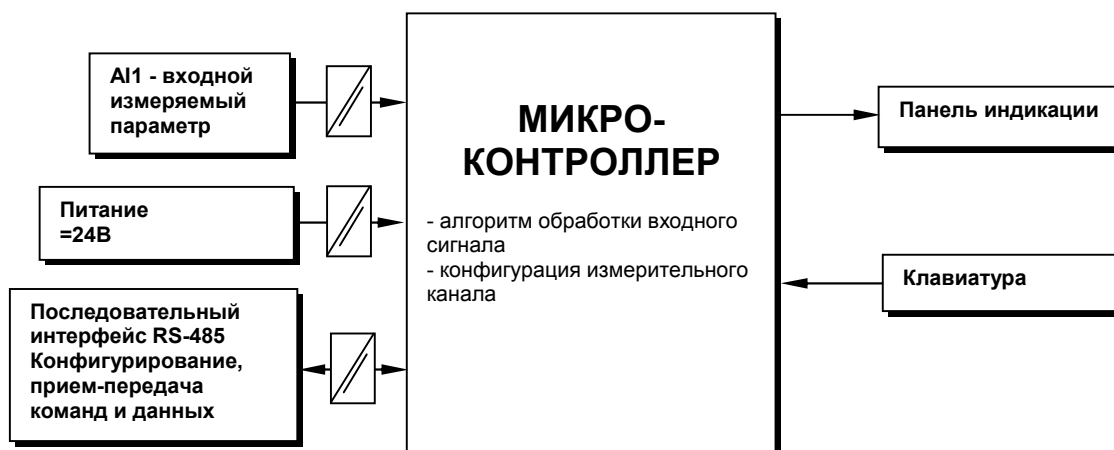 AI1 - входной
измеряемый
параметр
Питание
=24В
Последовательный
интерфейс RS-485
Конфигурирование,
прием-передача
команд и данных
МИКРО-
КОНТРОЛЛЕР
- алгоритм обработки входного
сигнала
- конфигурация измерительного
канала
Панель индикации
Клавиатура